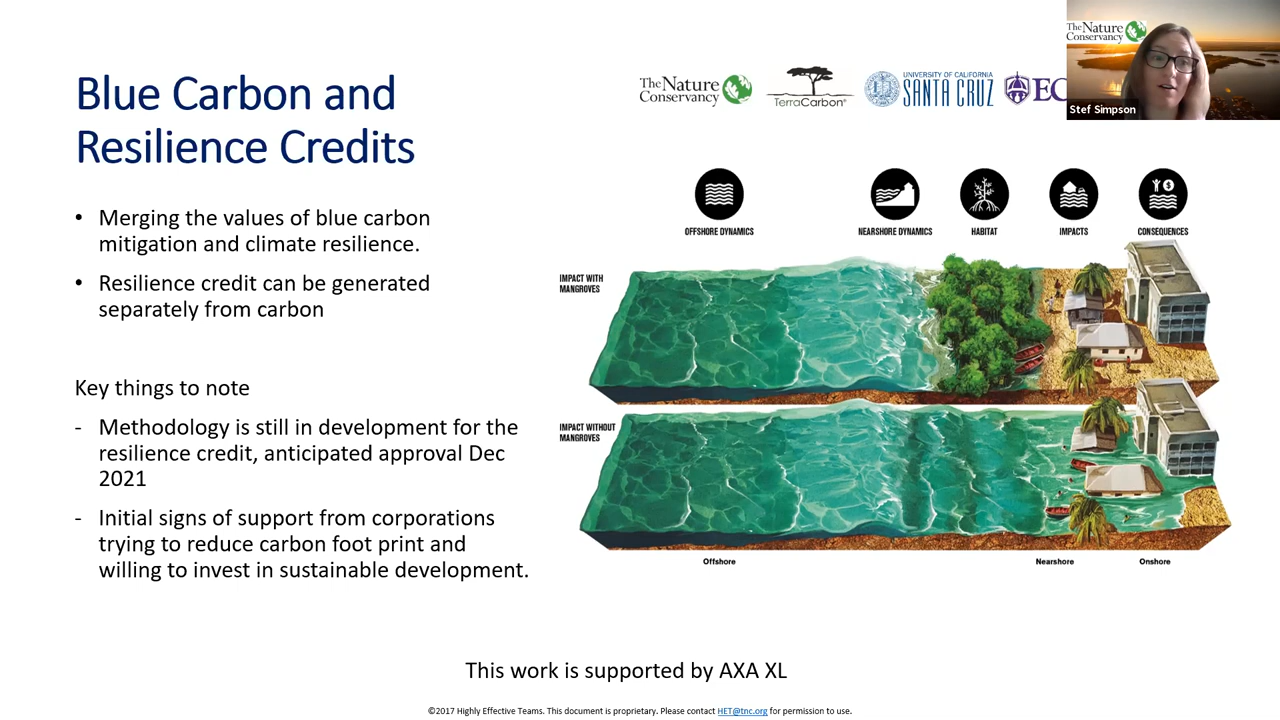 Blue Carbon and
Resilience Credits
• Merging the values of blue carbon
mitigation and climate resilience.
• Resilience credit can be generated
separately from carbon
Key things to note
- Methodology is still in development for the
resilience credit, anticipated approval Dec
2021
- Initial signs of support from corporations
trying to reduce carbon foot print and
willing to invest in sustainable development.
The Nature
Conservancy
TerraCarbon®
UNIVERSITY OF CALIFORNIA
SANTA CRUZ
EC
The Nature
Conservancy
Stef Simpson
OFFSHORE DYNAMICS
NEARSHORE DYNAMICS
HABITAT
IMPACTS
CONSEQUENCES
IMPACT WITH
MANGROVES
IMPACT WITHOUT
MANGROVES
Offshore
Nearshore
Onshore
This work is supported by AXA XL
©2017 Highly Effective Teams. This document is proprietary. Please contact HET@tnc.org for permission to use.